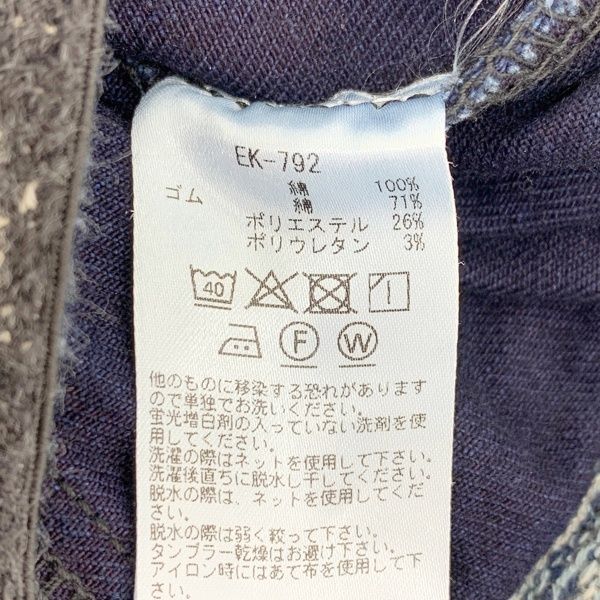 EK-792
綿 100%
ゴム 綿 71%
ポリエステル 26%
ポリウレタン 3%
40
F W
他のものに移染する恐れがあります
ので単独でお洗いください。
蛍光増白剤の入っていない洗剤を使
用して下さい。
洗濯の際はネットを使用して下さい。
洗濯後直ちに脱水し干してください。
脱水の際は、ネットを使用して下さ
い。
脱水の際は弱く絞って下さい。
タンブラー乾燥はお避け下さい。
アイロン時にはあて布を使用して下